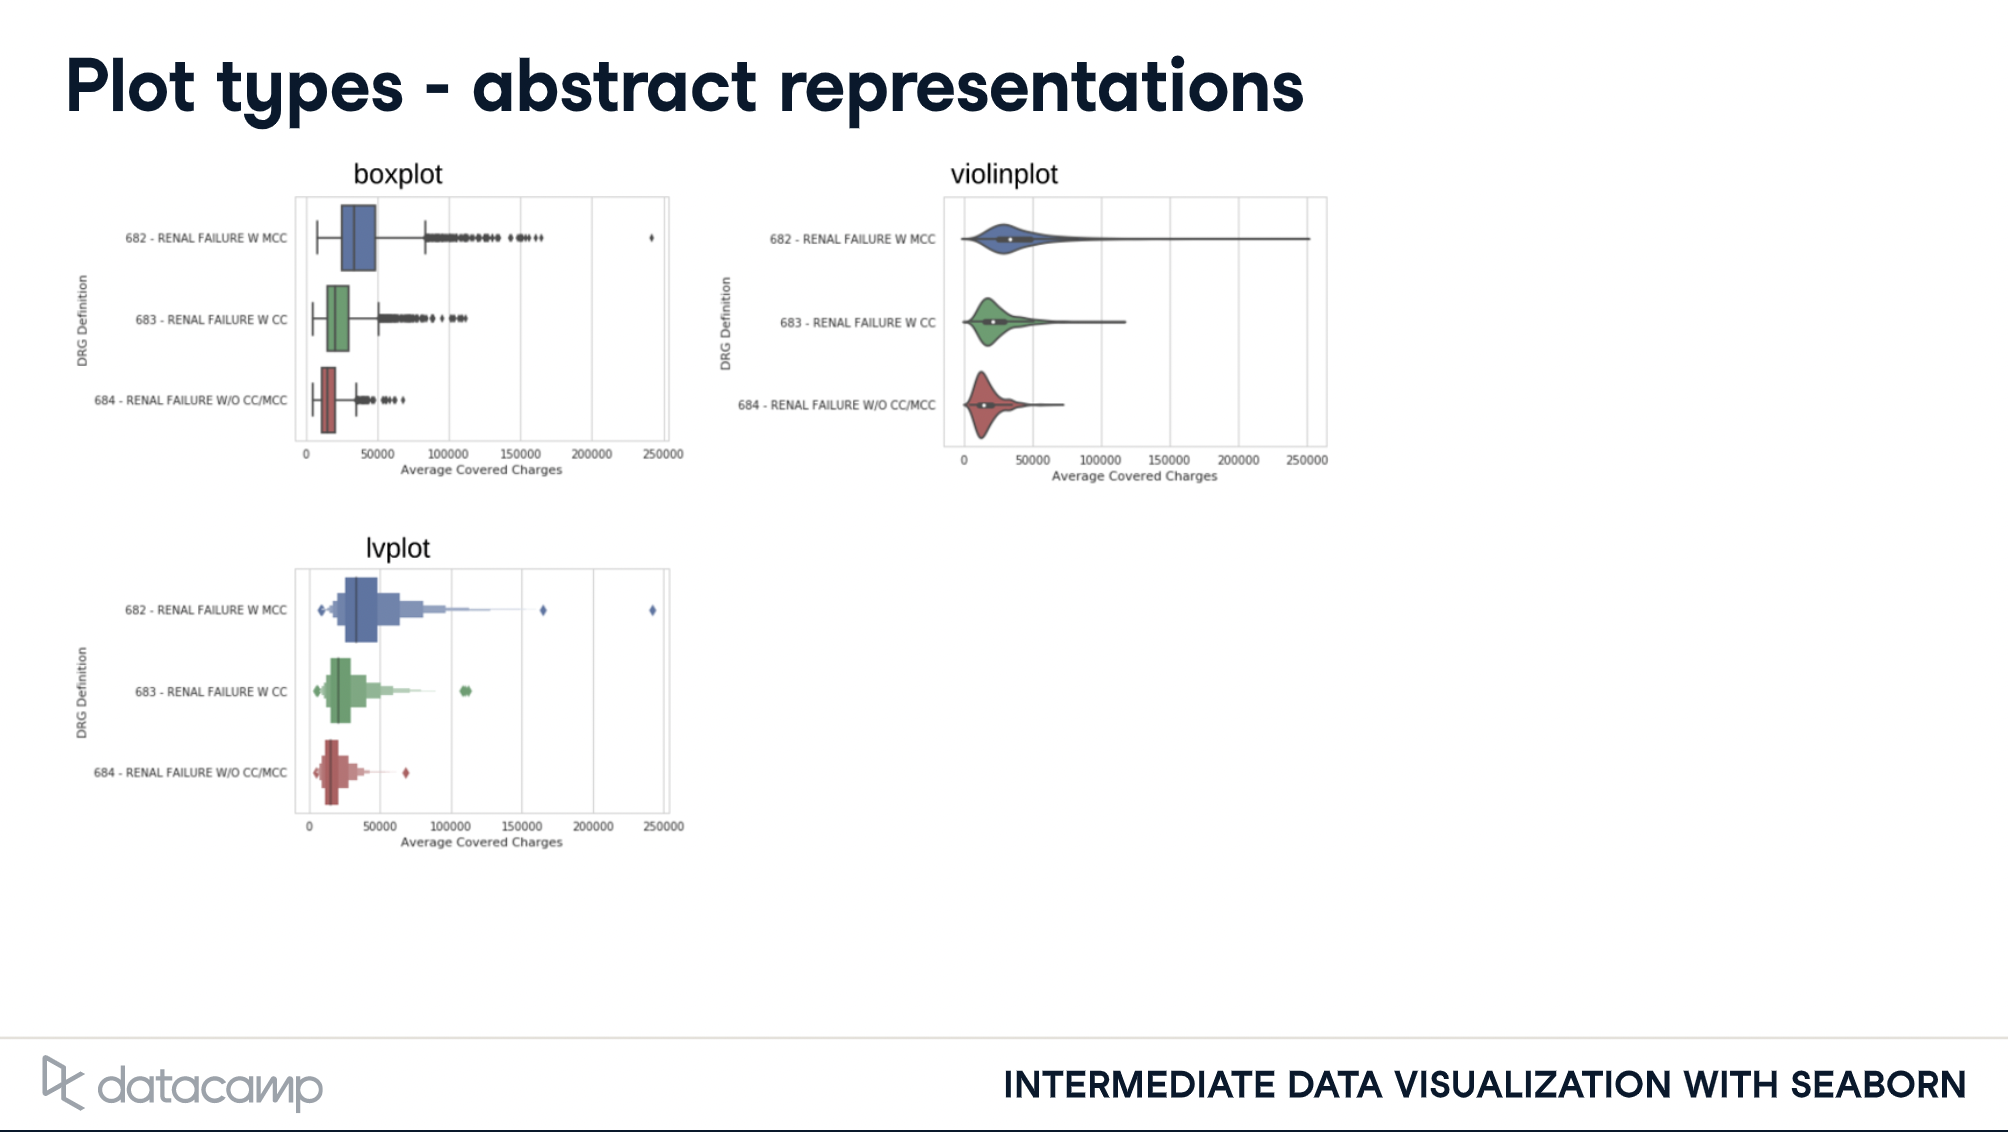 Plot types - abstract representations
boxplot
682 - RENAL FAILURE W MCC
683 - RENAL FAILURE W CC
684 - RENAL FAILURE W/O CC/MCC
DRG Definition
0 50000 100000 150000 200000 250000
Average Covered Charges
violinplot
682 - RENAL FAILURE W MCC
683 - RENAL FAILURE W CC
684 - RENAL FAILURE W/O CC/MCC
DRG Definition
0 50000 100000 150000 200000 250000
Average Covered Charges
lvplot
682 - RENAL FAILURE W MCC
683 - RENAL FAILURE W CC
684 - RENAL FAILURE W/O CC/MCC
DRG Definition
0 50000 100000 150000 200000 250000
Average Covered Charges
datacamp
INTERMEDIATE DATA VISUALIZATION WITH SEABORN